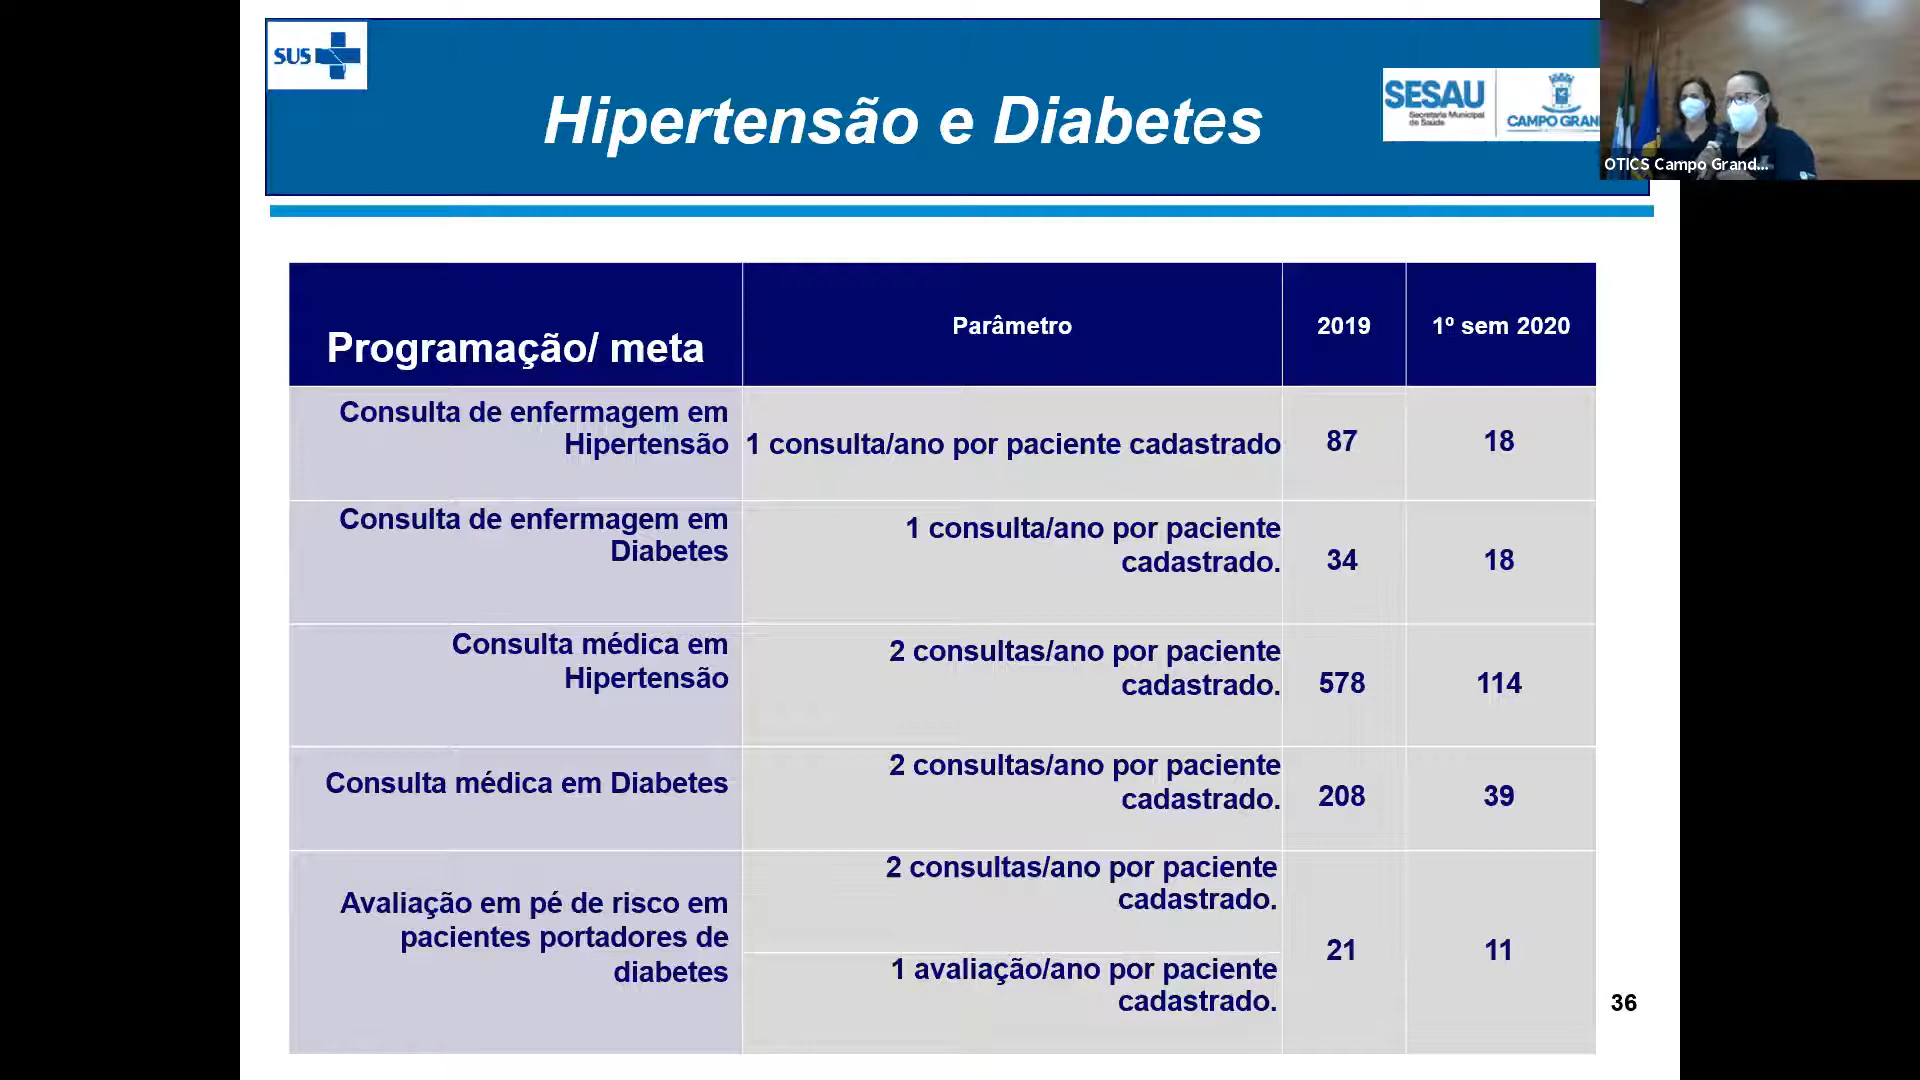 SUS
Hipertensão e Diabetes
SESAU
Secretaria Municipal
de Saúde
CAMPO GRAN
OTICS Campo Grand...
Programação/ meta
Parâmetro
2019
1º sem 2020
Consulta de enfermagem em
Hipertensão
1 consulta/ano por paciente cadastrado
87
18
Consulta de enfermagem em
Diabetes
1 consulta/ano por paciente
cadastrado.
34
18
Consulta médica em
Hipertensão
2 consultas/ano por paciente
cadastrado.
578
114
Consulta médica em Diabetes
2 consultas/ano por paciente
cadastrado.
208
39
Avaliação em pé de risco em
pacientes portadores de
diabetes
2 consultas/ano por paciente
cadastrado.
1 avaliação/ano por paciente
cadastrado.
21
11
36